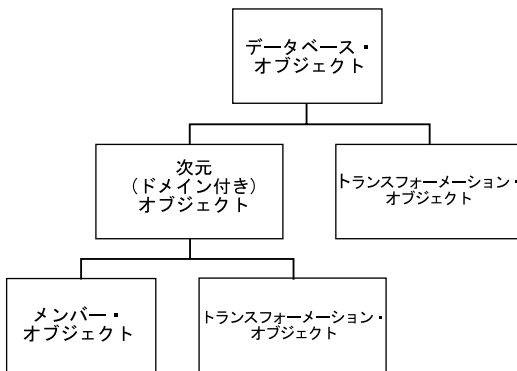 データベース・
オブジェクト
次元
(ドメイン付き)
オブジェクト
トランスフォーメーション・
オブジェクト
メンバー・
オブジェクト
トランスフォーメーション・
オブジェクト